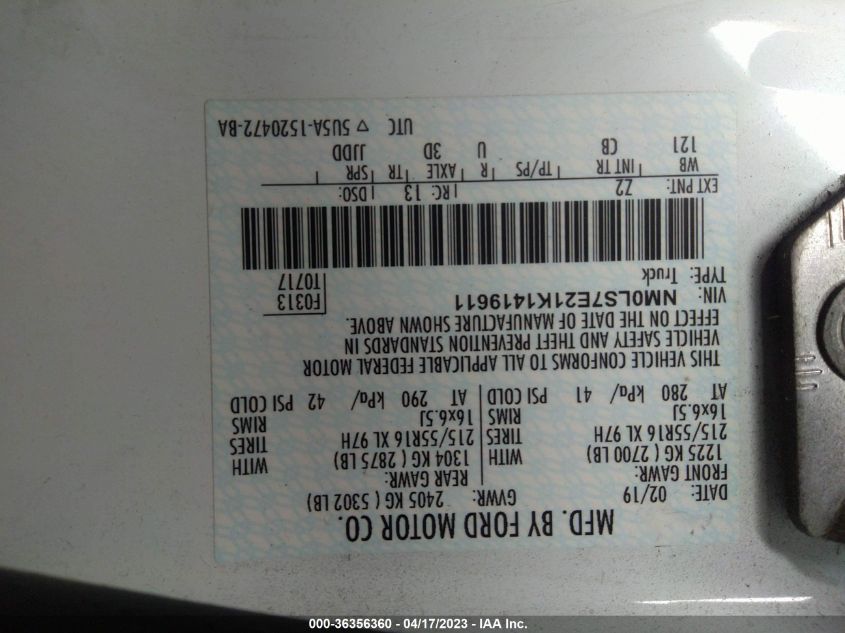 MFD. BY FORD MOTOR CO.
DATE: 02/19 GVWR: 2405 KG ( 5302 LB)
FRONT GAWR: REAR GAWR:
1225 KG ( 2700 LB) WITH 1304 KG ( 2875 LB) WITH
215/55R16 XL 97H TIRES 215/55R16 XL 97H TIRES
16x6.5J RIMS 16x6.5J RIMS
AT 280 kPa/ 41 PSI COLD AT 290 kPa/ 42 PSI COLD
THIS VEHICLE CONFORMS TO ALL APPLICABLE FEDERAL MOTOR
VEHICLE SAFETY AND THEFT PREVENTION STANDARDS IN
EFFECT ON THE DATE OF MANUFACTURE SHOWN ABOVE.
VIN: NM0LS7E21K1419611 F0313
TYPE: Truck T0717
EXT PNT: Z2 RC: 13 DSO:
WB INT TR TP/PS R AXLE TR SPR
121 CB U 3D JJDD
UTC ▽ 5U5A-1520472-BA
000-36356360 - 04/17/2023 - IAA Inc.